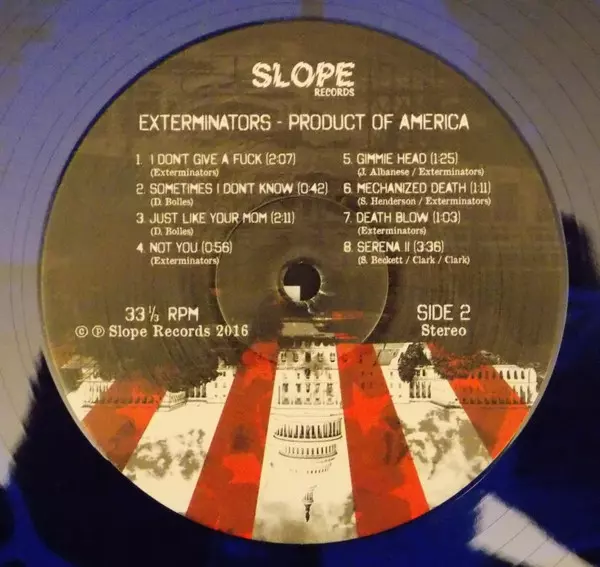 SLOPE
RECORDS
EXTERMINATORS - PRODUCT OF AMERICA
1. I DON'T GIVE A FUCK (2:07)
(Exterminators)
2. SOMETIMES I DON'T KNOW (0:42)
(D. Bolles)
3. JUST LIKE YOUR MOM (2:11)
(D. Bolles)
4. NOT YOU (0:56)
(Exterminators)
5. GIMMIE HEAD (1:25)
(J. Albanese / Exterminators)
6. MECHANIZED DEATH (1:11)
(S. Henderson / Exterminators)
7. DEATH BLOW (1:03)
(Exterminators)
8. SERENA II (3:36)
(S. Beckett / Clark / Clark)
33 1/3 RPM
© ℗ Slope Records 2016
SIDE 2
Stereo